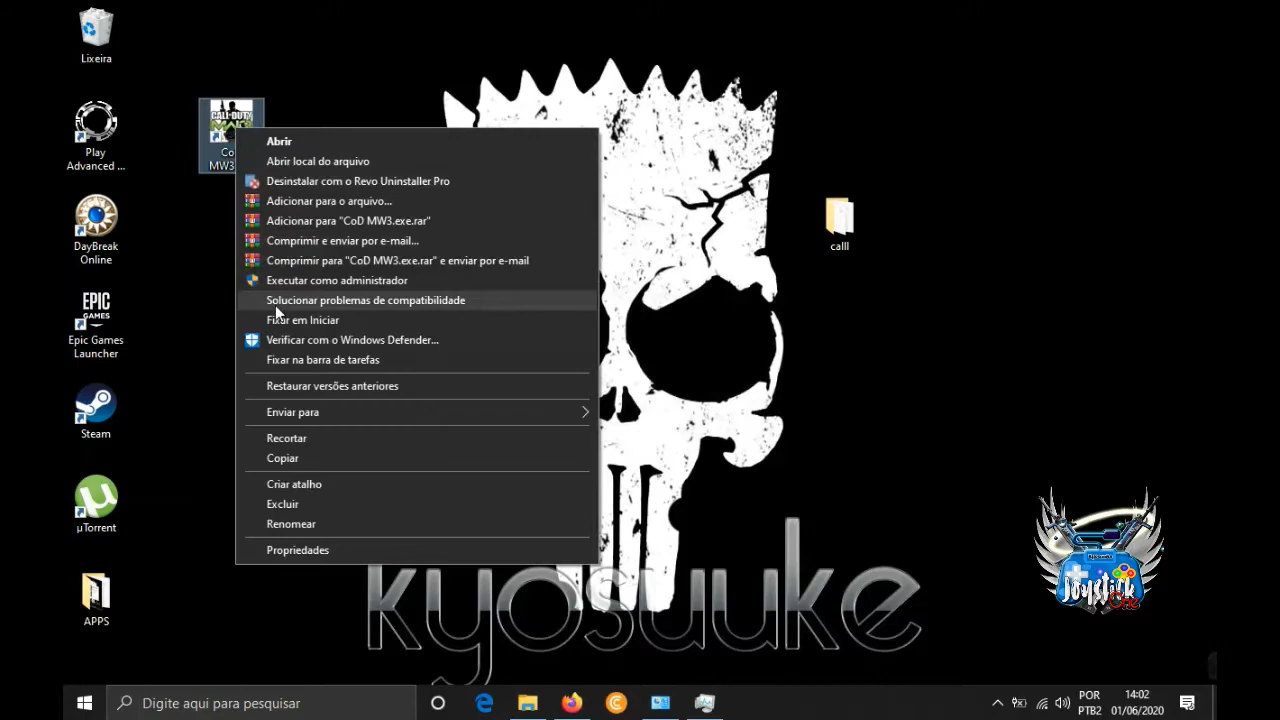 Lixeira
Play
Advanced ...
DayBreak
Online
EPIC
GAMES
Epic Games
Launcher
Steam
µTorrent
APPS
CALL OF DUTY
MW3
Co
MW3
Abrir
Abrir local do arquivo
Desinstalar com o Revo Uninstaller Pro
Adicionar para o arquivo...
Adicionar para "CoD MW3.exe.rar"
Comprimir e enviar por e-mail...
Comprimir para "CoD MW3.exe.rar" e enviar por e-mail
Executar como administrador
Solucionar problemas de compatibilidade
Fixar em Iniciar
Verificar com o Windows Defender...
Fixar na barra de tarefas
Restaurar versões anteriores
Enviar para
Recortar
Copiar
Criar atalho
Excluir
Renomear
Propriedades
calll
kyosuuke
Joystick
One
Digite aqui para pesquisar
POR
PTB2
14:02
01/06/2020